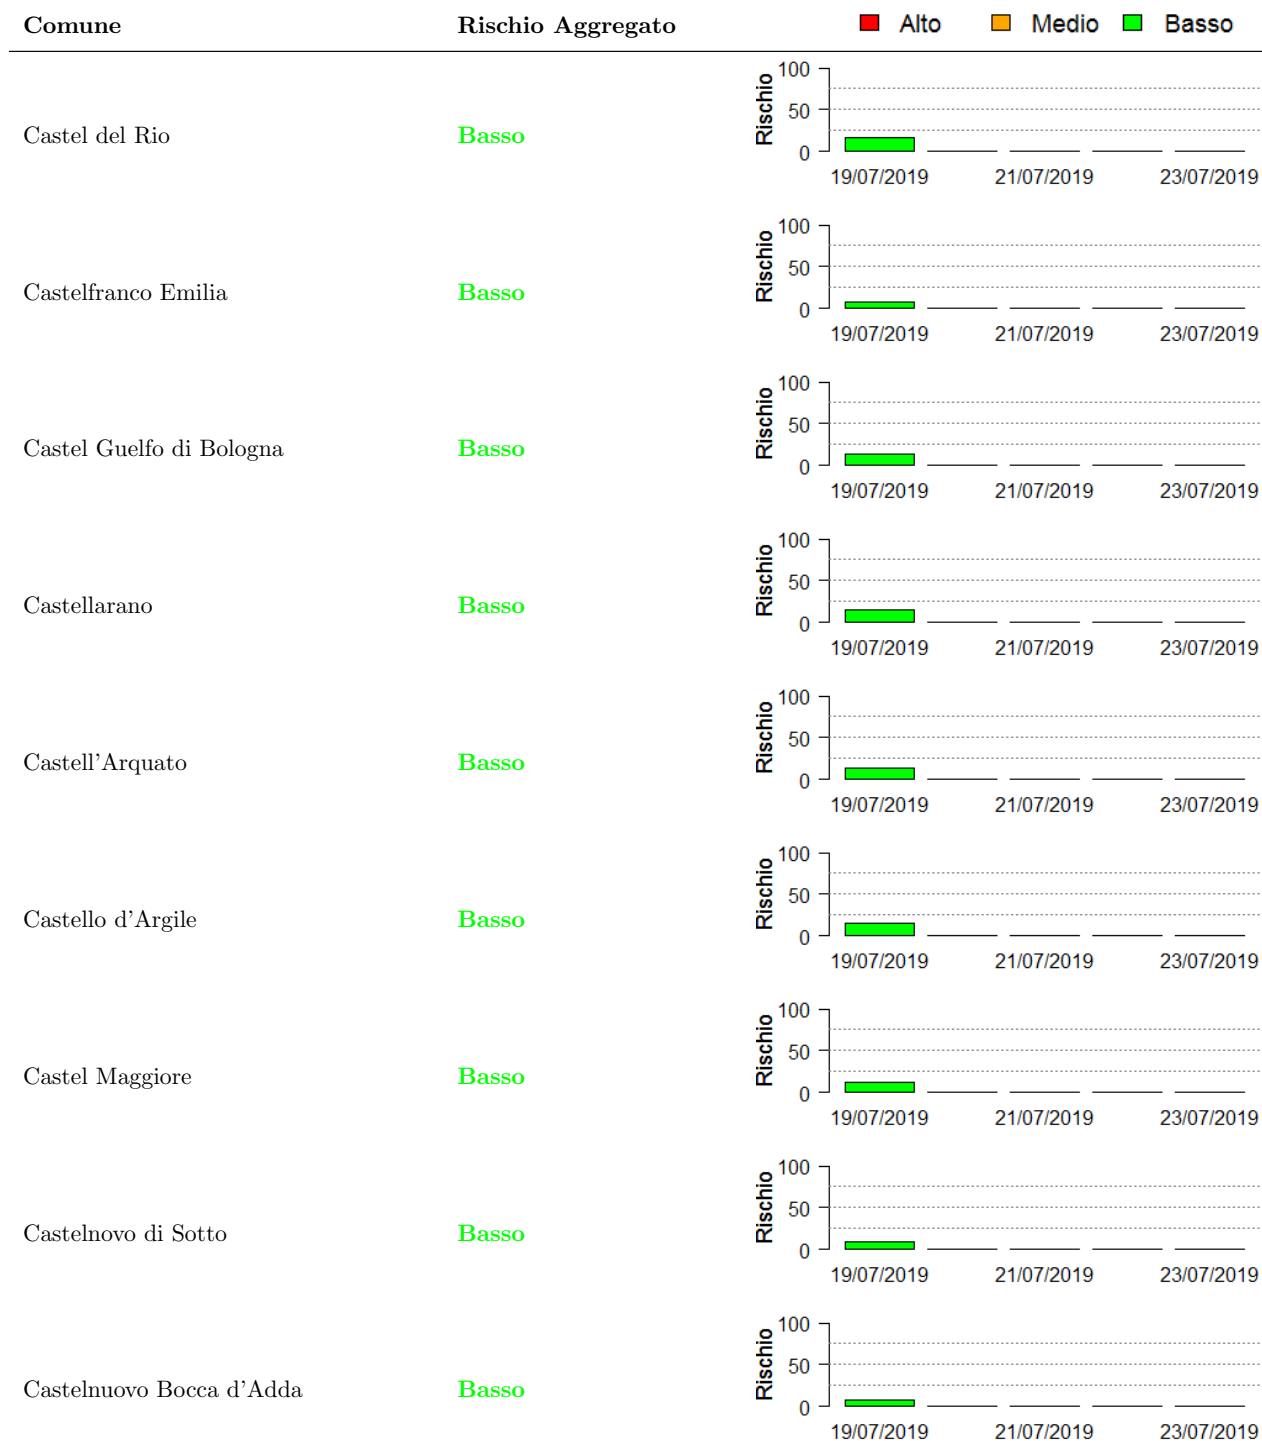 Comune Rischio Aggregato Alto Medio Basso
100
50
0
Rischio
Castel del Rio Basso
19/07/2019 21/07/2019 23/07/2019
100
50
0
Rischio
Castelfranco Emilia Basso
19/07/2019 21/07/2019 23/07/2019
100
50
0
Rischio
Castel Guelfo di Bologna Basso
19/07/2019 21/07/2019 23/07/2019
100
50
0
Rischio
Castellarano Basso
19/07/2019 21/07/2019 23/07/2019
100
50
0
Rischio
Castell'Arquato Basso
19/07/2019 21/07/2019 23/07/2019
100
50
0
Rischio
Castello d'Argile Basso
19/07/2019 21/07/2019 23/07/2019
100
50
0
Rischio
Castel Maggiore Basso
19/07/2019 21/07/2019 23/07/2019
100
50
0
Rischio
Castelnovo di Sotto Basso
19/07/2019 21/07/2019 23/07/2019
100
50
0
Rischio
Castelnuovo Bocca d'Adda Basso
19/07/2019 21/07/2019 23/07/2019